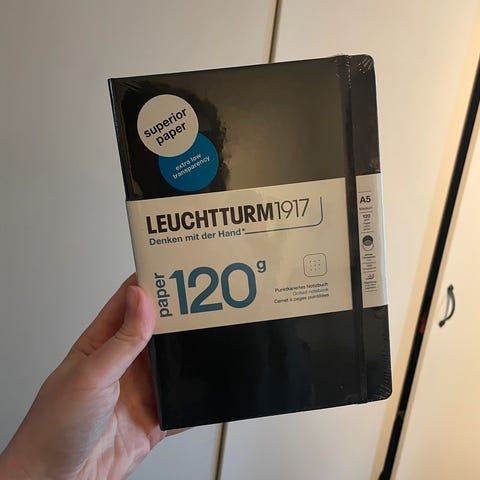 superior
paper
extra low
transparency
LEUCHTTURM1917
Denken mit der Hand*
paper
120g
Punktkariertes Notizbuch
Dotted notebook
Carnet à pages pointillées
A5
Medium
120